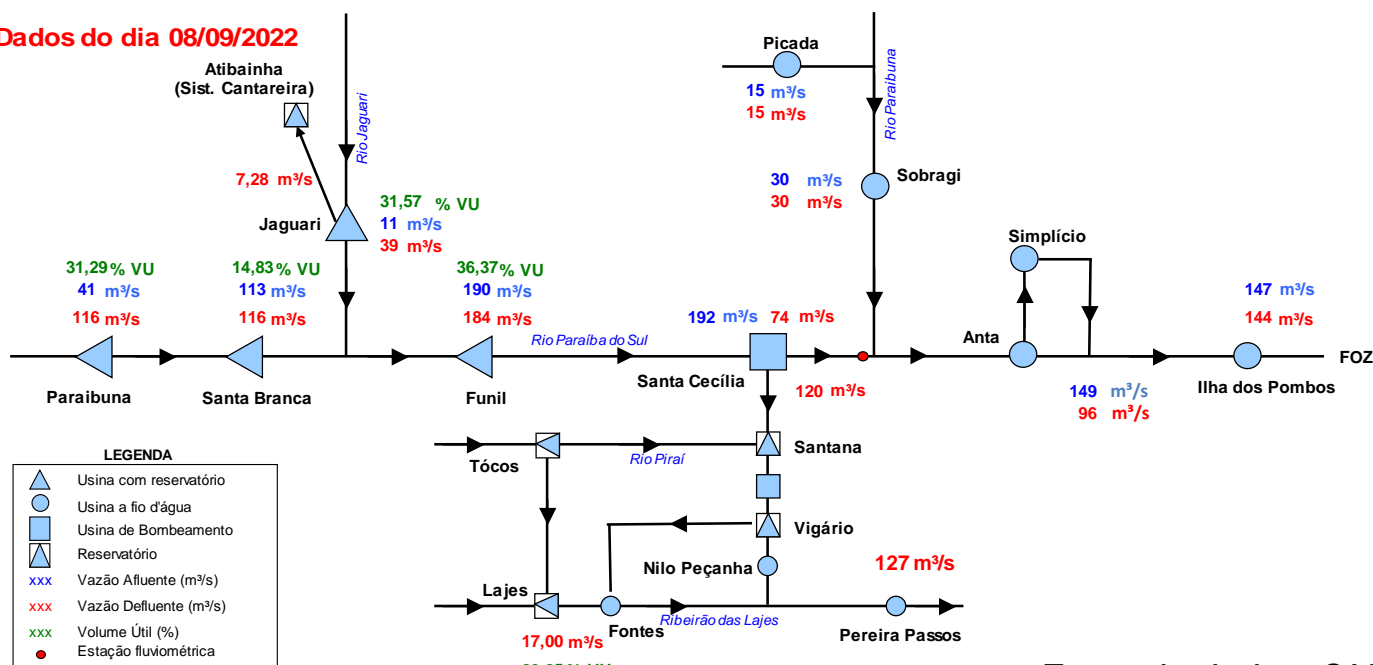 Dados do dia 08/09/2022
Atibainha
(Sist. Cantareira)
Rio Jaguari
7,28 m³/s
Jaguari
31,57 % VU
11 m³/s
39 m³/s
Picada
15 m³/s
15 m³/s
Rio Paraibuna
30 m³/s
30 m³/s
Sobragi
31,29 % VU
41 m³/s
116 m³/s
Paraibuna
14,83 % VU
113 m³/s
116 m³/s
Santa Branca
36,37 % VU
190 m³/s
184 m³/s
Funil
Rio Paraíba do Sul
192 m³/s 74 m³/s
Santa Cecília
120 m³/s
Simplício
Anta
149 m³/s
96 m³/s
147 m³/s
144 m³/s
Ilha dos Pombos
FOZ
Tócos
Rio Piraí
Santana
Vigário
Nilo Peçanha
127 m³/s
Lajes
17,00 m³/s
Fontes
Ribeirão das Lajes
Pereira Passos
LEGENDA
Usina com reservatório
Usina a fio d'água
Usina de Bombeamento
Reservatório
xxx Vazão Afluente (m³/s)
xxx Vazão Defluente (m³/s)
xxx Volume Útil (%)
Estação fluviométrica